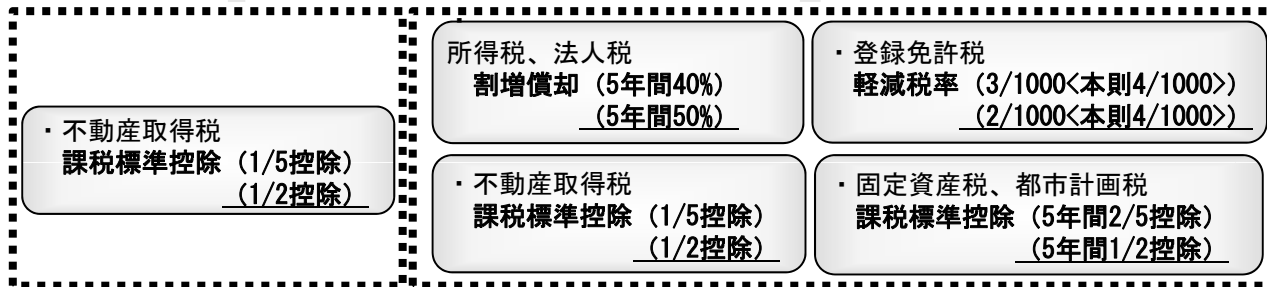 ・不動産取得税
課税標準控除（1/5控除）
（1/2控除）
所得税、法人税
割増償却（5年間40%）
（5年間50%）
・登録免許税
軽減税率（3/1000<本則4/1000>）
（2/1000<本則4/1000>）
・不動産取得税
課税標準控除（1/5控除）
（1/2控除）
・固定資産税、都市計画税
課税標準控除（5年間2/5控除）
（5年間1/2控除）